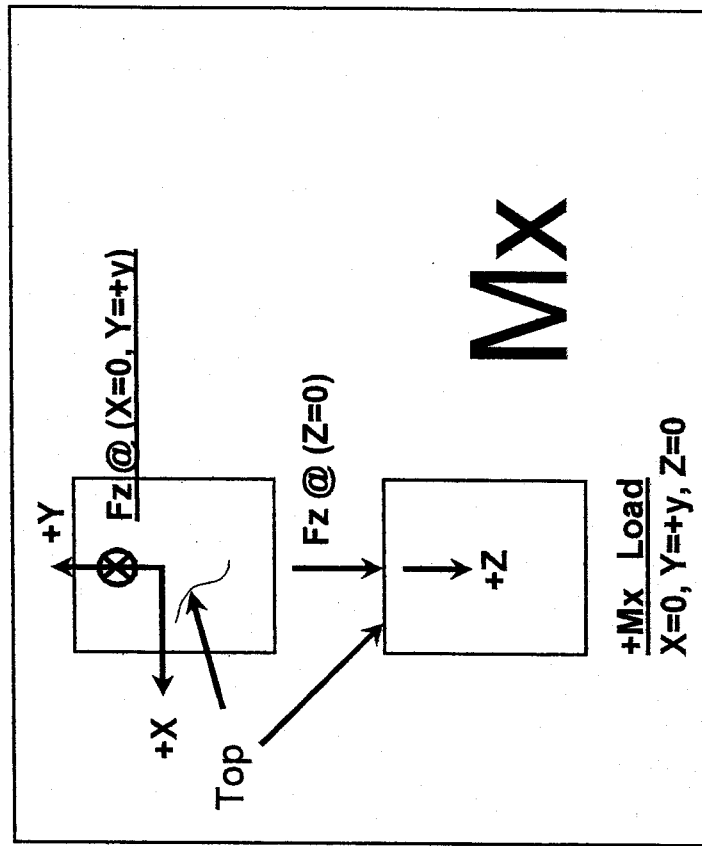 +Y
Fz @ (X=0, Y=+y)
+X
Top
Fz @ (Z=0)
+Z
Mx
+Mx Load
X=0, Y=+y, Z=0